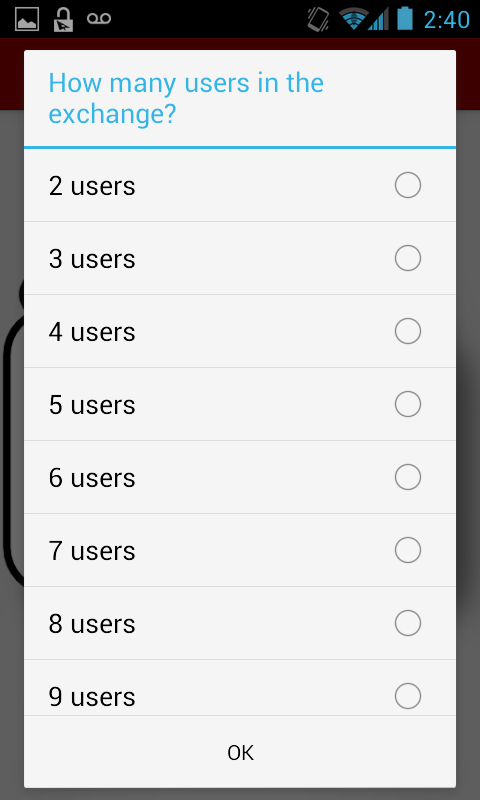 2:40
How many users in the
exchange?
2 users
3 users
4 users
5 users
6 users
7 users
8 users
9 users
OK